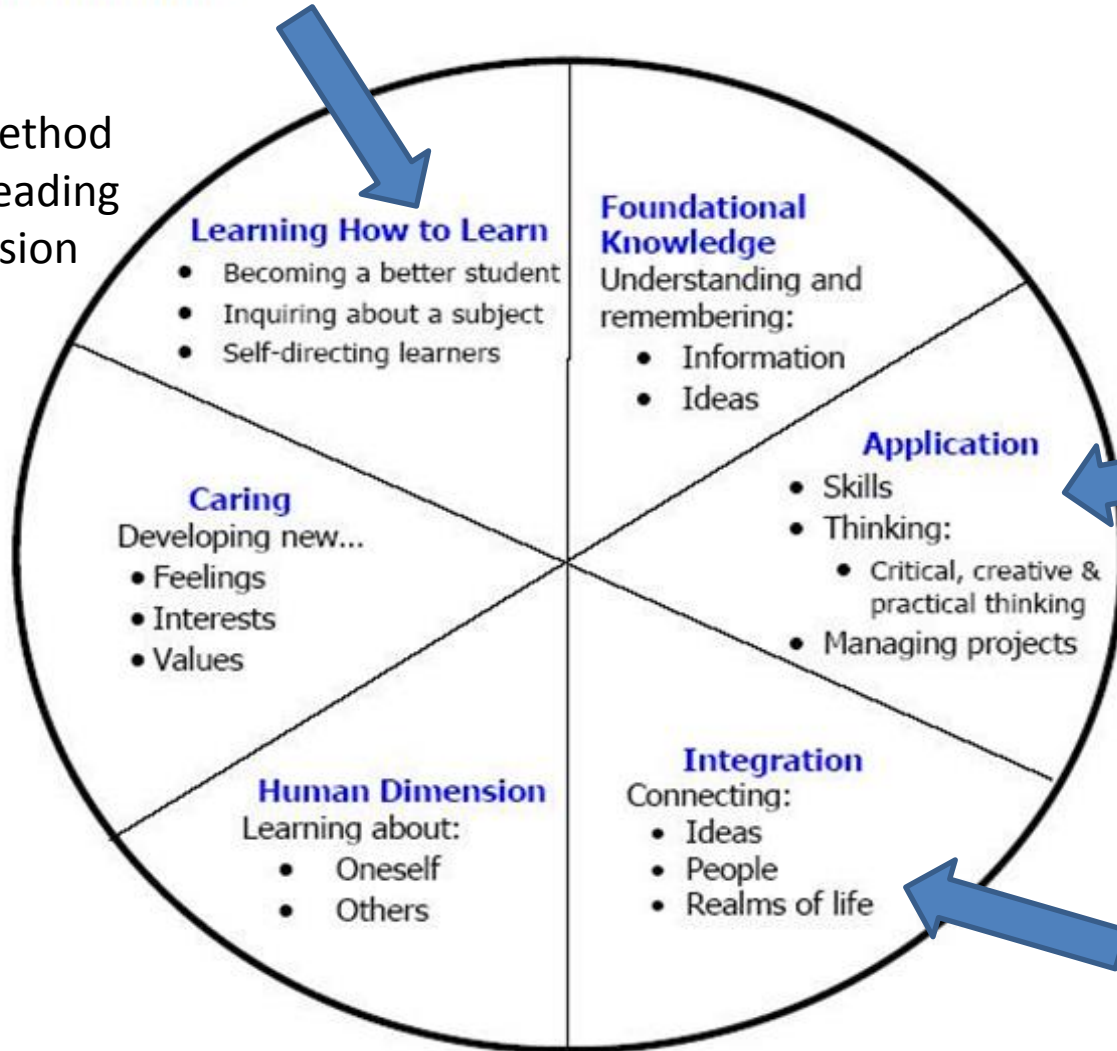 ethod
eading
sion
Learning How to Learn
• Becoming a better student
• Inquiring about a subject
• Self-directing learners
Foundational
Knowledge
Understanding and
remembering:
• Information
• Ideas
Application
• Skills
• Thinking:
• Critical, creative &
practical thinking
• Managing projects
Integration
Connecting:
• Ideas
• People
• Realms of life
Human Dimension
Learning about:
• Oneself
• Others
Caring
Developing new...
• Feelings
• Interests
• Values